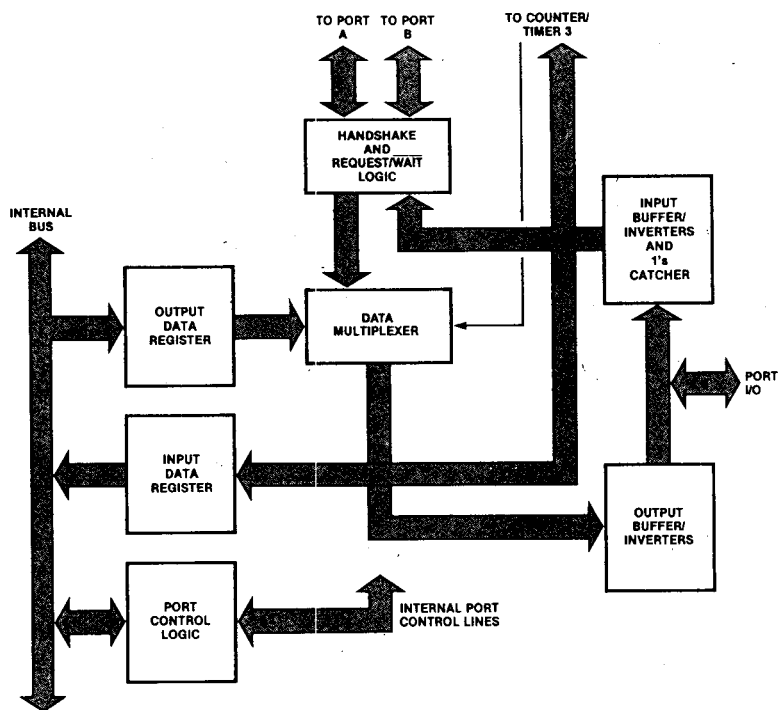 TO PORT
A
TO PORT
B
TO COUNTER/
TIMER 3
HANDSHAKE
AND
REQUEST/WAIT
LOGIC
INPUT
BUFFER/
INVERTERS
AND
1's
CATCHER
INTERNAL
BUS
OUTPUT
DATA
REGISTER
DATA
MULTIPLEXER
PORT
I/O
INPUT
DATA
REGISTER
OUTPUT
BUFFER/
INVERTERS
PORT
CONTROL
LOGIC
INTERNAL PORT
CONTROL LINES